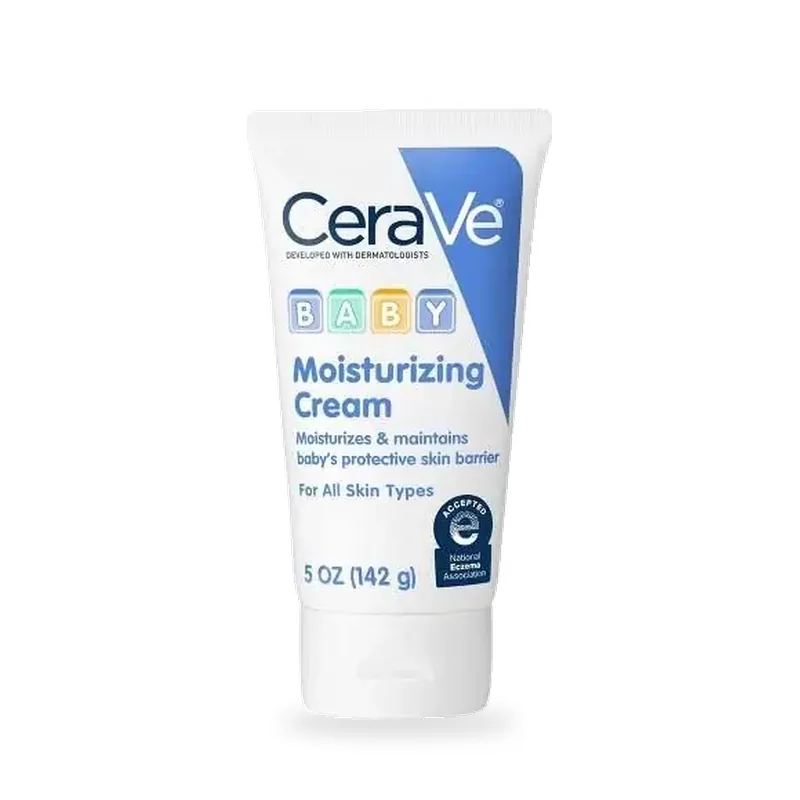 CeraVe®
DEVELOPED WITH DERMATOLOGISTS
BABY
Moisturizing
Cream
Moisturizes & maintains
baby's protective skin barrier
For All Skin Types
ACCEPTED
National
Eczema
Association
5 OZ (142 g)